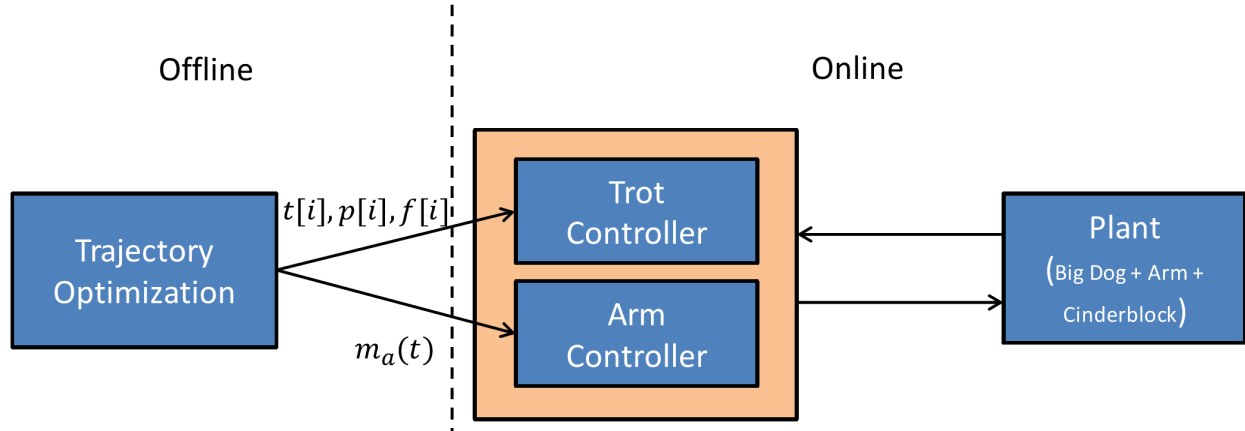 Offline
Online
Trajectory
Optimization
t[i], p[i], f[i]
m_a(t)
Trot
Controller
Arm
Controller
Plant
(Big Dog + Arm +
Cinderblock)